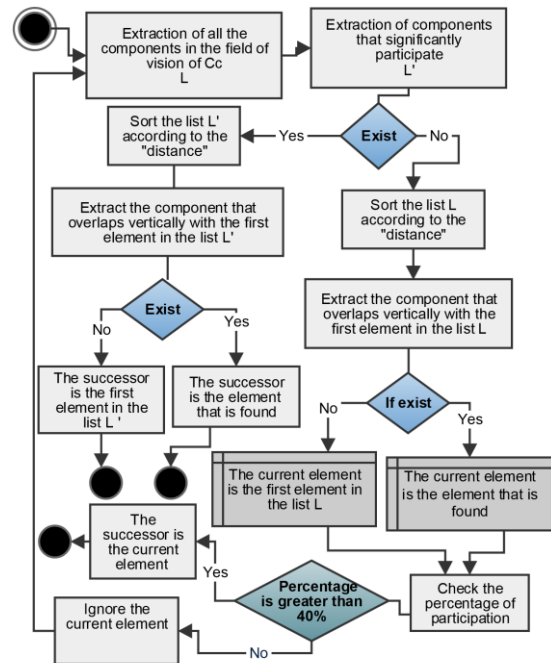 Extraction of all the
components in the field of
vision of Cc
L
Extraction of components
that significantly
participate
L'
Exist
Yes
No
Sort the list L'
according to the
"distance"
Sort the list L
according to the
"distance"
Extract the component that
overlaps vertically with the first
element in the list L'
Extract the component that
overlaps vertically with the
first element in the list L
Exist
No
Yes
The successor
is the first
element in the
list L '
The successor
is the element
that is found
If exist
No
Yes
The current element
is the first element in
the list L
The current element
is the element that is
found
The
successor is
the current
element
Yes
Percentage
is greater than
40%
Check the
percentage of
participation
Ignore the
current element
No